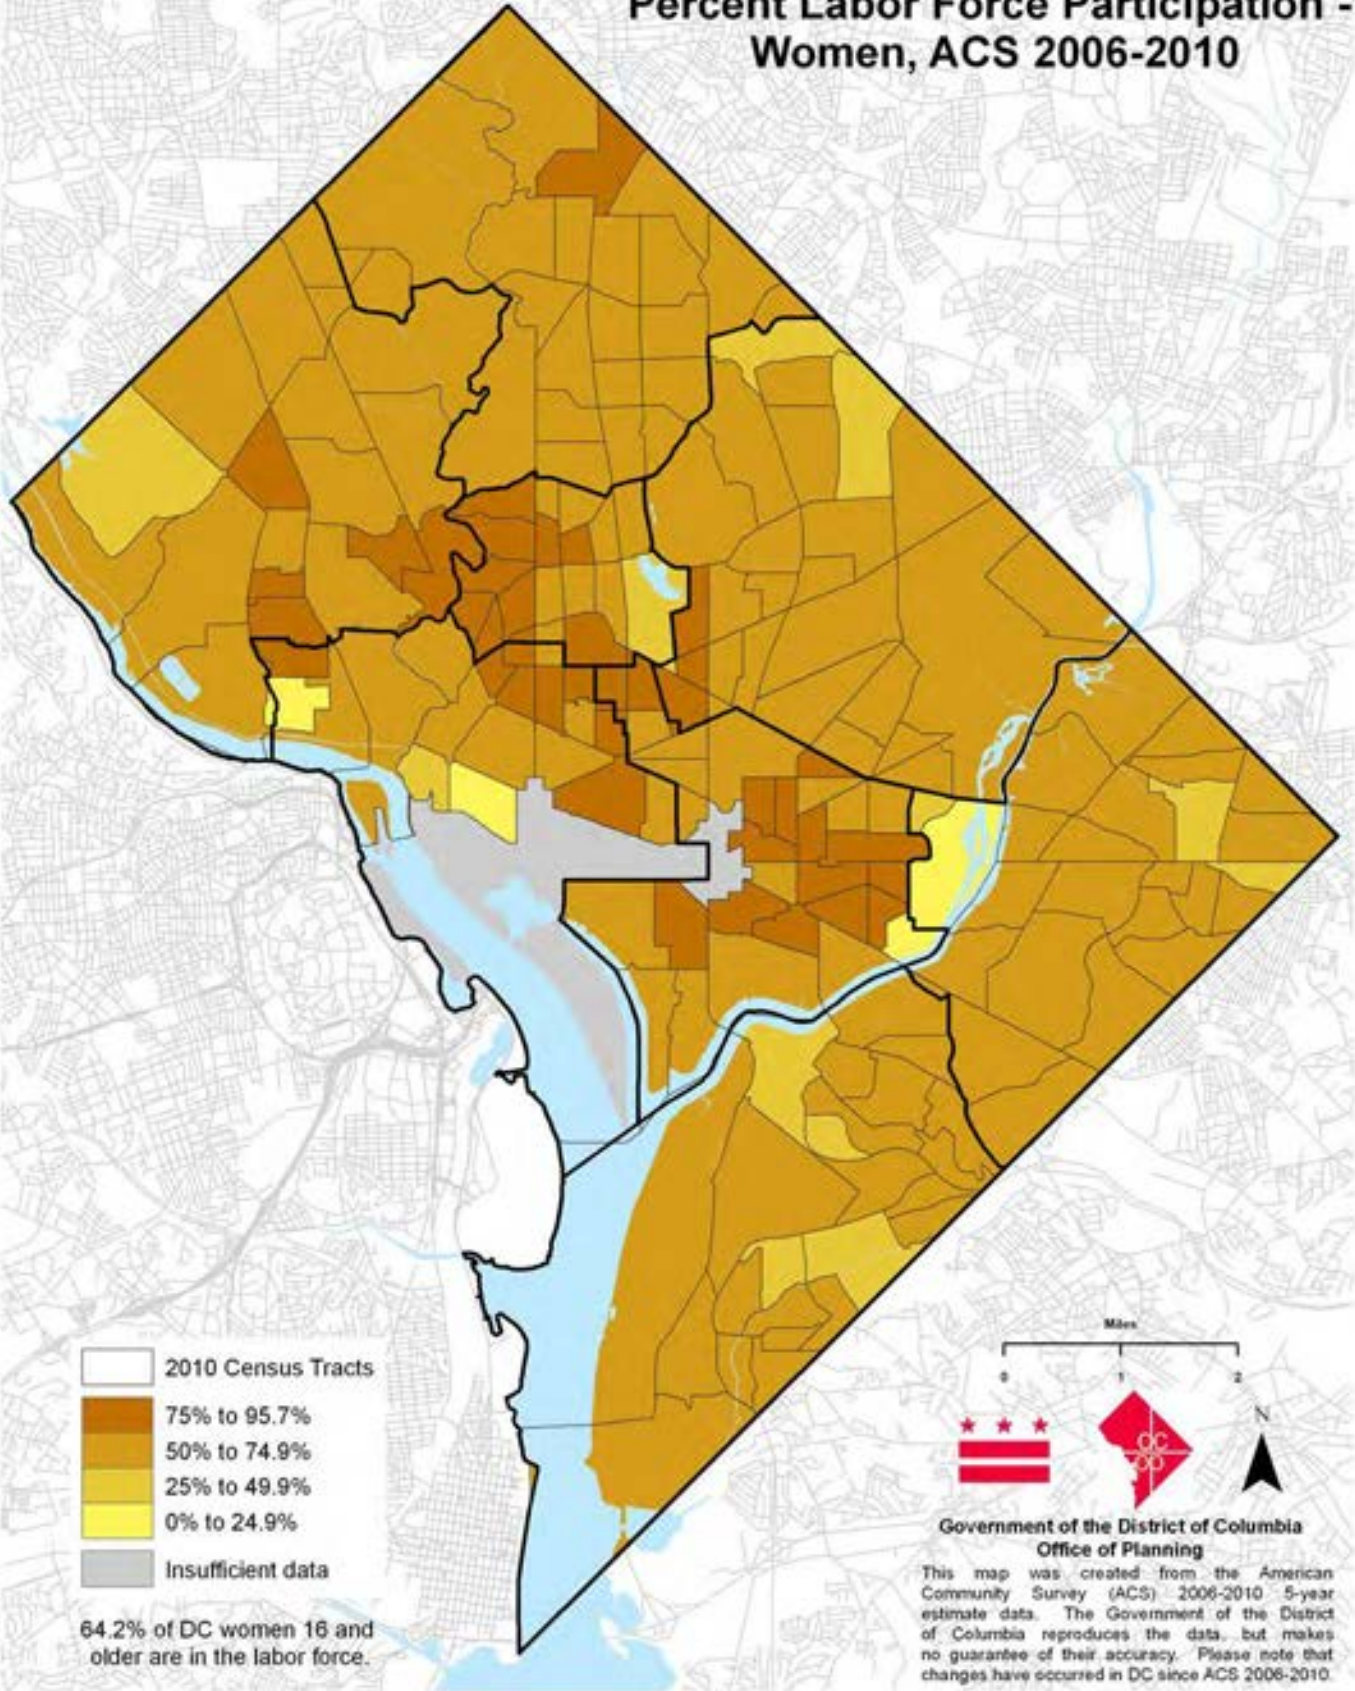 Percent Labor Force Participation -
Women, ACS 2006-2010
2010 Census Tracts
75% to 95.7%
50% to 74.9%
25% to 49.9%
0% to 24.9%
Insufficient data
64.2% of DC women 16 and
older are in the labor force.
Miles
0 1 2
N
DC
OP
Government of the District of Columbia
Office of Planning
This map was created from the American
Community Survey (ACS) 2006-2010 5-year
estimate data. The Government of the District
of Columbia reproduces the data, but makes
no guarantee of their accuracy. Please note that
changes have occurred in DC since ACS 2006-2010.